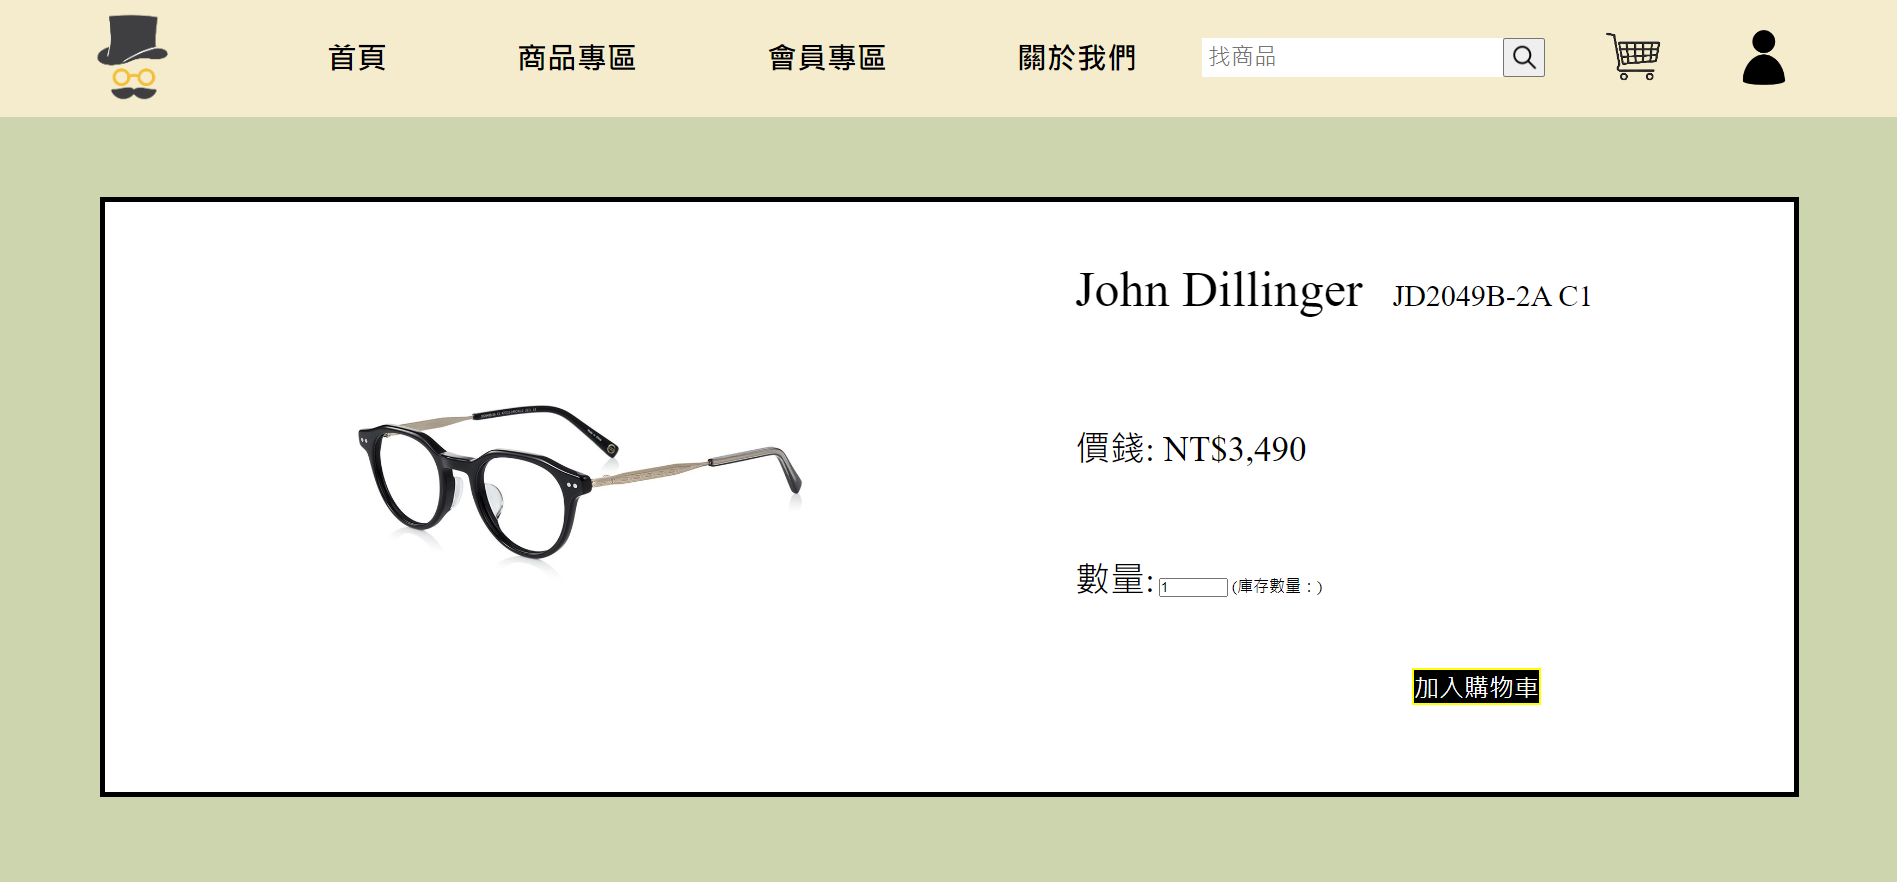 首頁 商品專區 會員專區 關於我們 找商品
John Dillinger JD2049B-2A C1
價錢: NT$3,490
數量: 1 (庫存數量：)
加入購物車